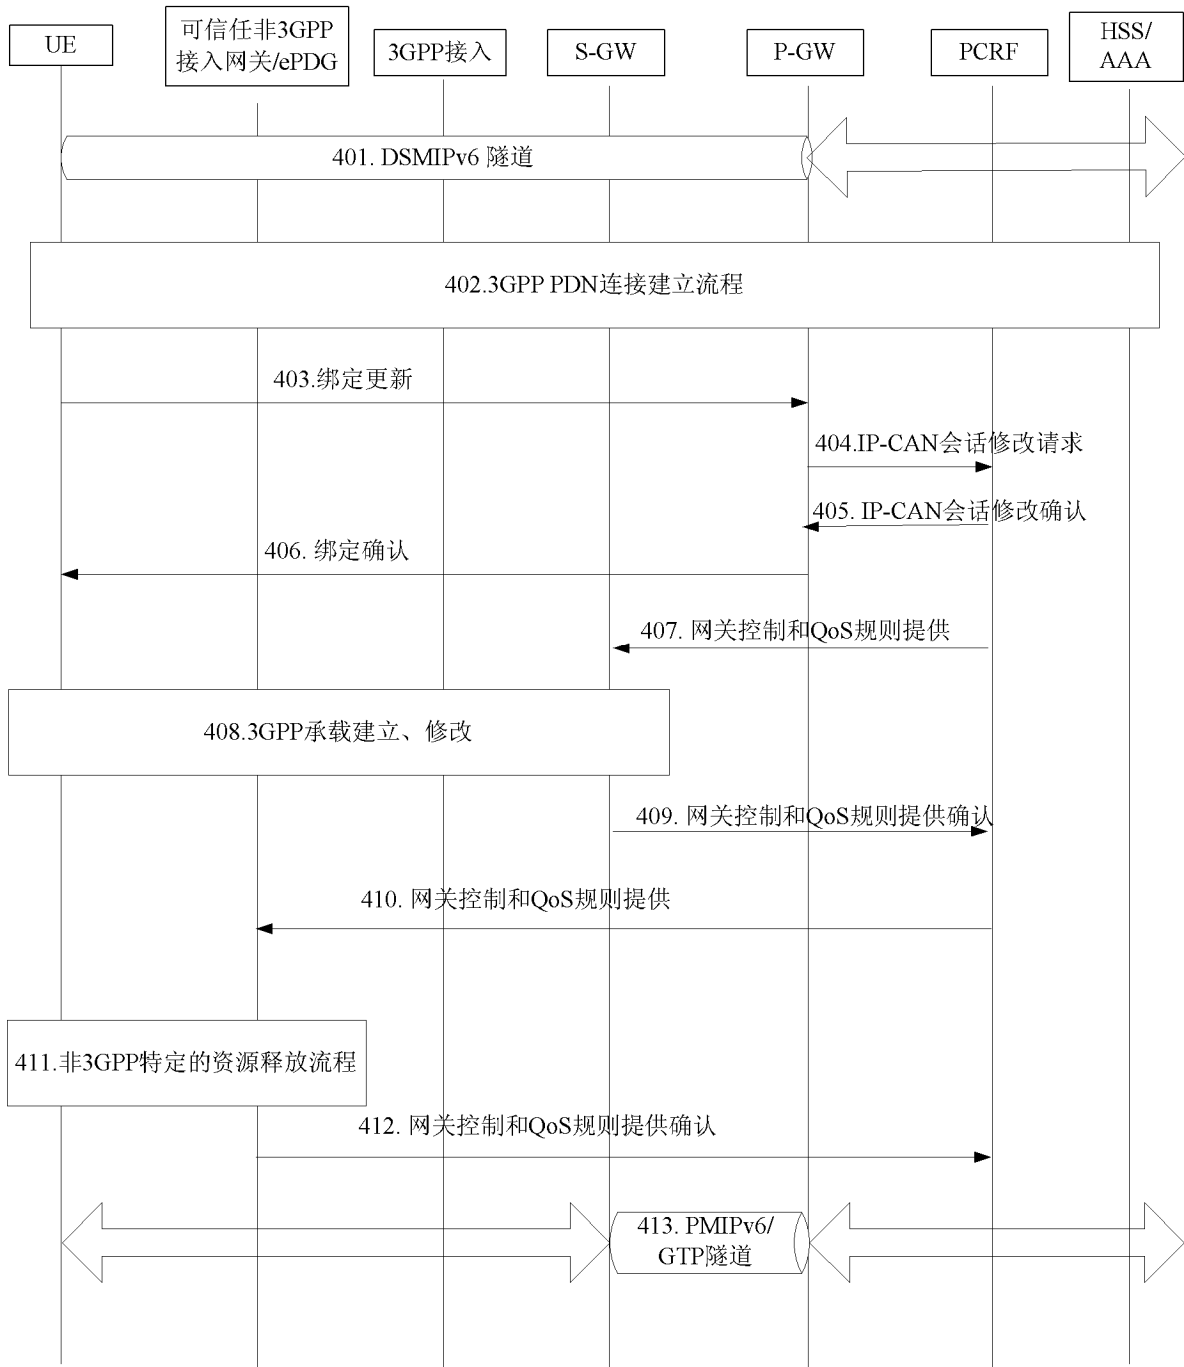 UE
可信任非3GPP
接入网关/ePDG
3GPP接入
S-GW
P-GW
PCRF
HSS/
AAA
401. DSMIPv6 隧道
402.3GPP PDN连接建立流程
403.绑定更新
404.IP-CAN会话修改请求
405. IP-CAN会话修改确认
406. 绑定确认
407. 网关控制和QoS规则提供
408.3GPP承载建立、修改
409. 网关控制和QoS规则提供确认
410. 网关控制和QoS规则提供
411.非3GPP特定的资源释放流程
412. 网关控制和QoS规则提供确认
413. PMIPv6/
GTP隧道